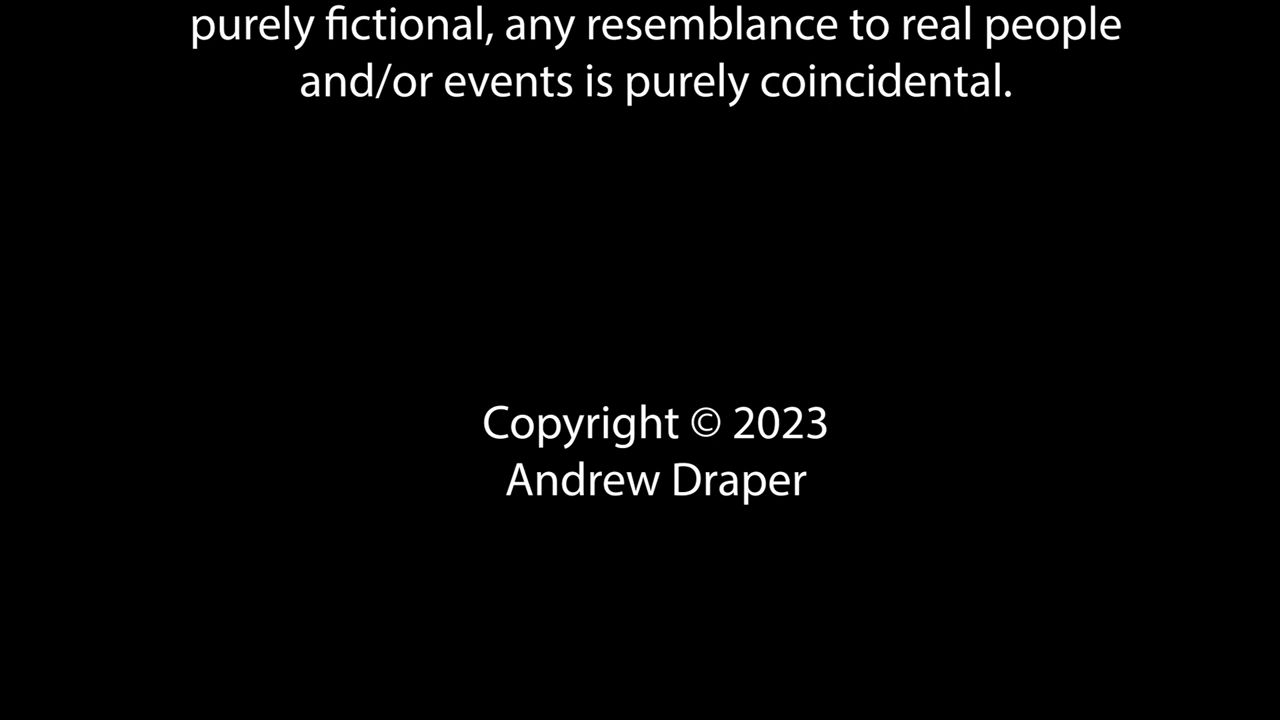 purely fictional, any resemblance to real people
and/or events is purely coincidental.
Copyright © 2023
Andrew Draper